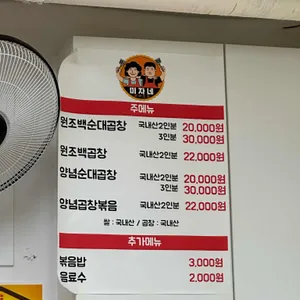 미자네
주메뉴
원조백순대곱창 국내산2인분 20,000원
3인분 30,000원
원조백곱창 국내산2인분 22,000원
양념순대곱창 국내산2인분 20,000원
3인분 30,000원
양념곱창볶음 국내산2인분 22,000원
쌀 : 국내산 / 곱창 : 국내산
추가메뉴
볶음밥 3,000원
음료수 2,000원